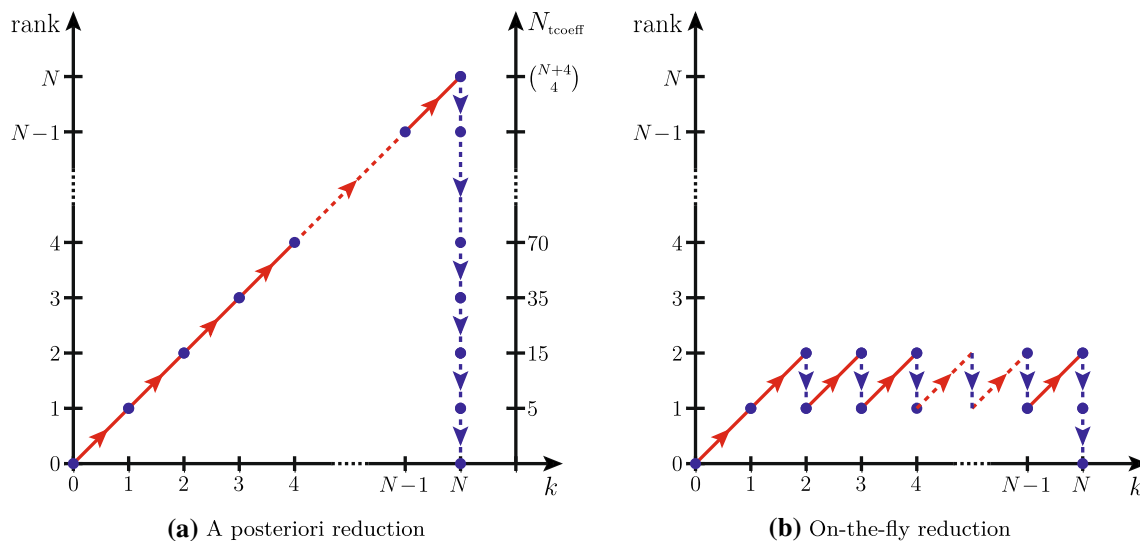 rank
N_tcoeff
N
(N+4 4)
N−1
4
70
3
35
2
15
1
5
0
0 1 2 3 4 N−1 N k
(a) A posteriori reduction
rank
N
N−1
4
3
2
1
0
0 1 2 3 4 N−1 N k
(b) On-the-fly reduction